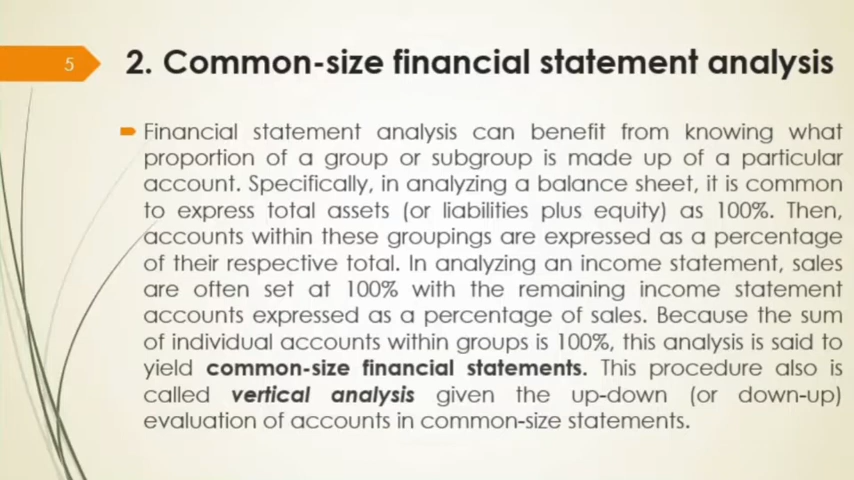 5
2. Common-size financial statement analysis
Financial statement analysis can benefit from knowing what
proportion of a group or subgroup is made up of a particular
account. Specifically, in analyzing a balance sheet, it is common
to express total assets (or liabilities plus equity) as 100%. Then,
accounts within these groupings are expressed as a percentage
of their respective total. In analyzing an income statement, sales
are often set at 100% with the remaining income statement
accounts expressed as a percentage of sales. Because the sum
of individual accounts within groups is 100%, this analysis is said to
yield common-size financial statements. This procedure also is
called vertical analysis given the up-down (or down-up)
evaluation of accounts in common-size statements.